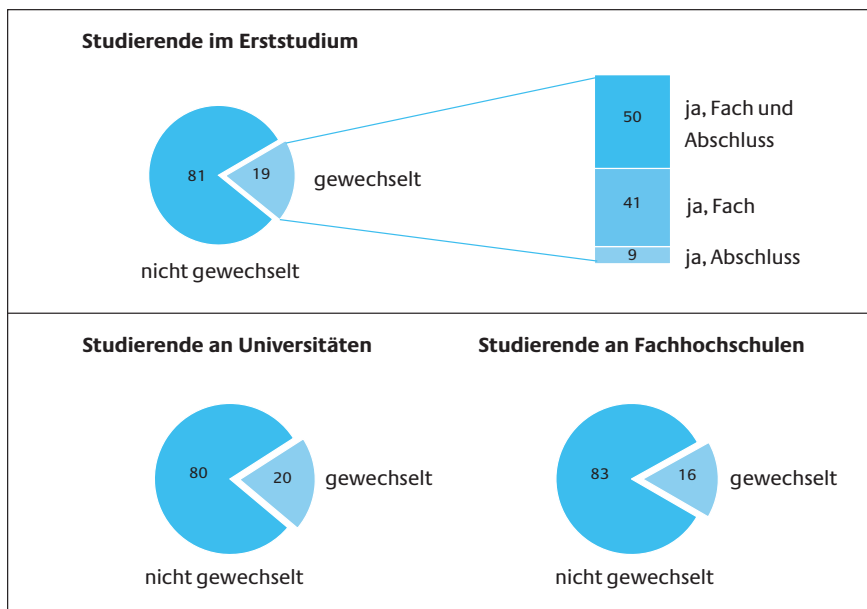 Studierende im Erststudium
50
ja, Fach und
Abschluss
81
19
gewechselt
41
ja, Fach
9
ja, Abschluss
nicht gewechselt
Studierende an Universitäten
80
20
gewechselt
nicht gewechselt
Studierende an Fachhochschulen
83
16
gewechselt
nicht gewechselt